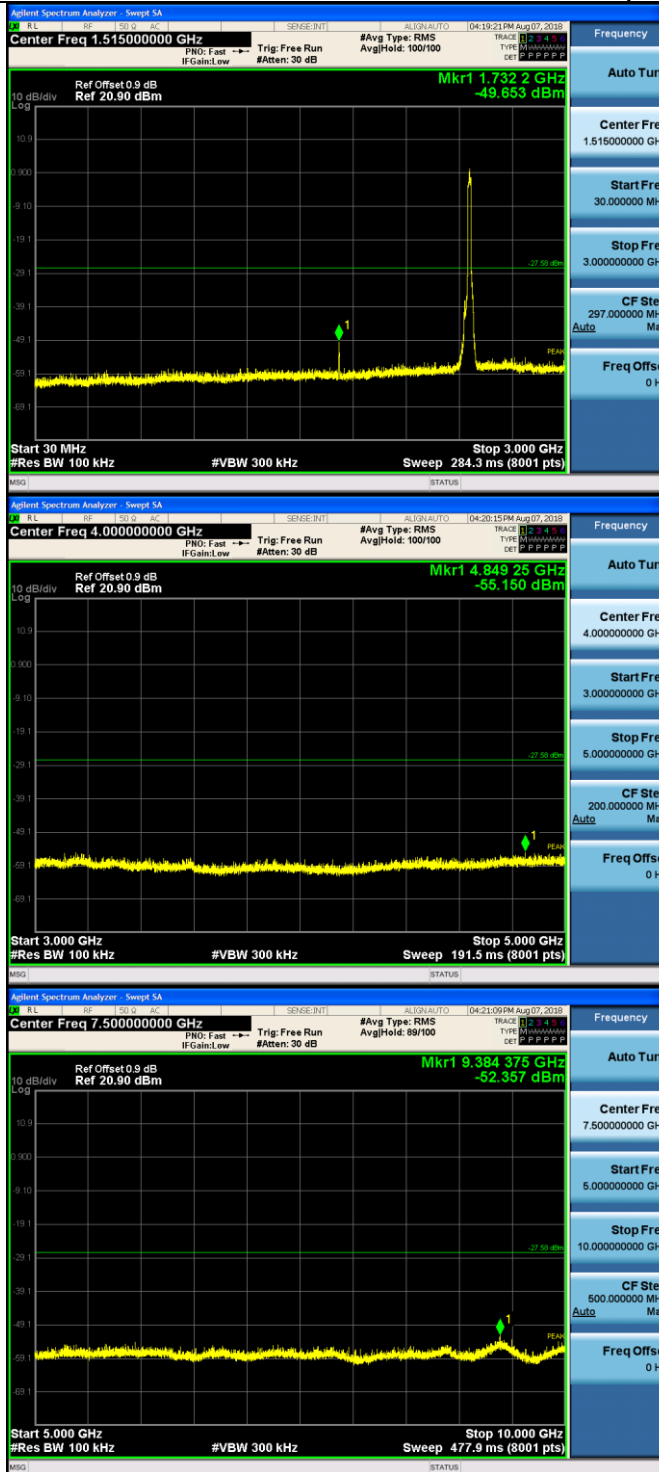 Agilent Spectrum Analyzer - Swept SA
RL RF 50 Ω AC SENSE:INT ALIGNAUTO 04:19:21 PM Aug 07, 2018
Center Freq 1.515000000 GHz #Avg Type: RMS TRACE 1 2 3 4 5 6
PNO: Fast Trig: Free Run Avg|Hold: 100/100 TYPE M
IFGain:Low #Atten: 30 dB DET P P P P P P
Ref Offset 0.9 dB Mkr1 1.732 2 GHz
10 dB/div Ref 20.90 dBm -49.653 dBm
Log
10.9
0.900
-9.10
-19.1
-27.58 dBm
-29.1
-39.1
1
-49.1
PEAK
-59.1
-69.1
Start 30 MHz Stop 3.000 GHz
#Res BW 100 kHz #VBW 300 kHz Sweep 284.3 ms (8001 pts)
MSG STATUS
Frequency
Auto Tun
Center Fre
1.515000000 GH
Start Fre
30.000000 MH
Stop Fre
3.000000000 GH
CF Ste
297.000000 MH
Auto Ma
Freq Offse
0 H
Agilent Spectrum Analyzer - Swept SA
RL RF 50 Ω AC SENSE:INT ALIGNAUTO 04:20:15 PM Aug 07, 2018
Center Freq 4.000000000 GHz #Avg Type: RMS TRACE 1 2 3 4 5 6
PNO: Fast Trig: Free Run Avg|Hold: 100/100 TYPE M
IFGain:Low #Atten: 30 dB DET P P P P P P
Ref Offset 0.9 dB Mkr1 4.849 25 GHz
10 dB/div Ref 20.90 dBm -55.150 dBm
Log
10.9
0.900
-9.10
-19.1
-27.58 dBm
-29.1
-39.1
-49.1
1
PEAK
-59.1
-69.1
Start 3.000 GHz Stop 5.000 GHz
#Res BW 100 kHz #VBW 300 kHz Sweep 191.5 ms (8001 pts)
MSG STATUS
Frequency
Auto Tun
Center Fre
4.000000000 GH
Start Fre
3.000000000 GH
Stop Fre
5.000000000 GH
CF Ste
200.000000 MH
Auto Ma
Freq Offse
0 H
Agilent Spectrum Analyzer - Swept SA
RL RF 50 Ω AC SENSE:INT ALIGNAUTO 04:21:09 PM Aug 07, 2018
Center Freq 7.500000000 GHz #Avg Type: RMS TRACE 1 2 3 4 5 6
PNO: Fast Trig: Free Run Avg|Hold: 89/100 TYPE M
IFGain:Low #Atten: 30 dB DET P P P P P P
Ref Offset 0.9 dB Mkr1 9.384 375 GHz
10 dB/div Ref 20.90 dBm -52.357 dBm
Log
10.9
0.900
-9.10
-19.1
-27.58 dBm
-29.1
-39.1
-49.1
1
PEAK
-59.1
-69.1
Start 5.000 GHz Stop 10.000 GHz
#Res BW 100 kHz #VBW 300 kHz Sweep 477.9 ms (8001 pts)
MSG STATUS
Frequency
Auto Tun
Center Fre
7.500000000 GH
Start Fre
5.000000000 GH
Stop Fre
10.000000000 GH
CF Ste
500.000000 MH
Auto Ma
Freq Offse
0 H